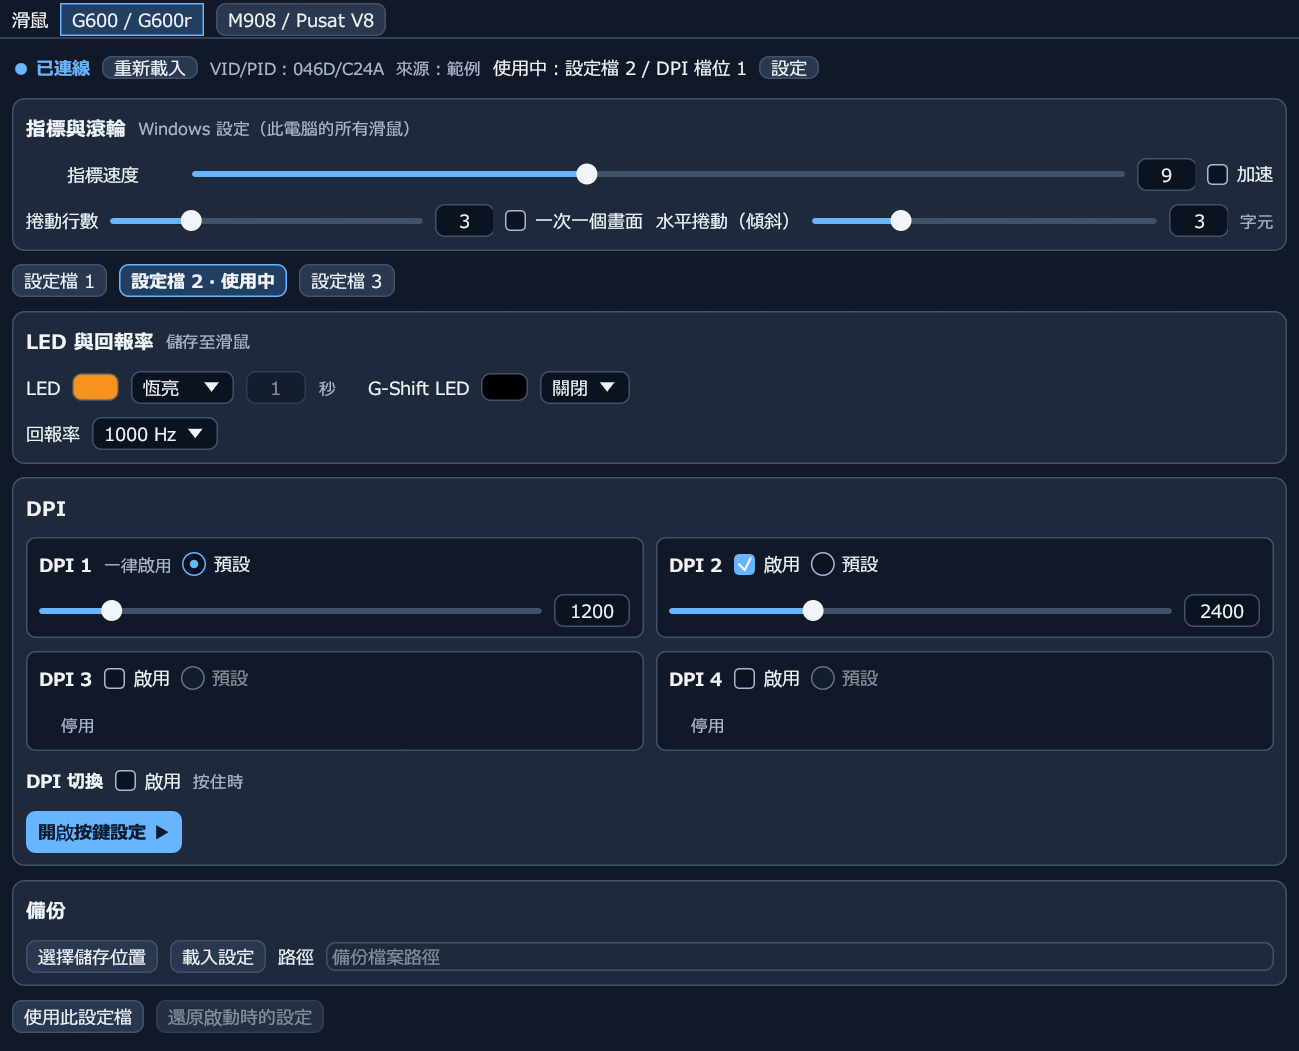 滑鼠 G600 / G600r M908 / Pusat V8
已連線 重新載入 VID/PID：046D/C24A 來源：範例 使用中：設定檔 2 / DPI 檔位 1 設定
指標與滾輪 Windows 設定（此電腦的所有滑鼠）
指標速度 9 加速
捲動行數 3 一次一個畫面 水平捲動（傾斜） 3 字元
設定檔 1 設定檔 2 · 使用中 設定檔 3
LED 與回報率 儲存至滑鼠
LED 恆亮 1 秒 G-Shift LED 關閉
回報率 1000 Hz
DPI
DPI 1 一律啟用 預設
1200
DPI 2 啟用 預設
2400
DPI 3 啟用 預設
停用
DPI 4 啟用 預設
停用
DPI 切換 啟用 按住時
開啟按鍵設定 ▶
備份
選擇儲存位置 載入設定 路徑 備份檔案路徑
使用此設定檔 還原啟動時的設定